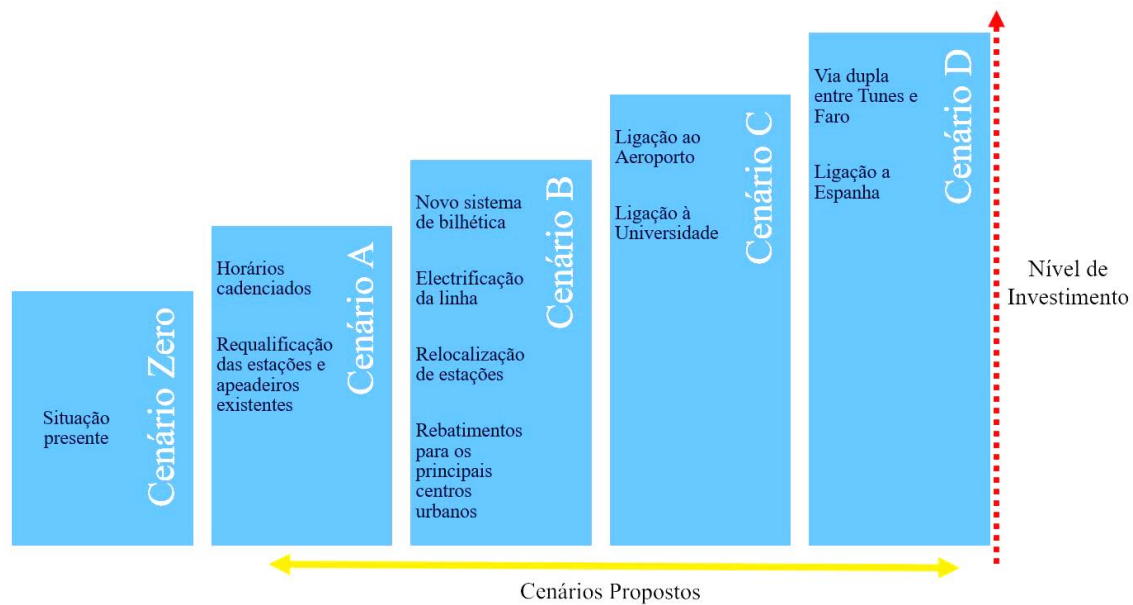 Situação
presente
Cenário Zero
Horários
cadenciados
Requalificação
das estações e
apeadeiros
existentes
Cenário A
Novo sistema
de bilhética
Electrificação
da linha
Relocalização
de estações
Rebatimentos
para os
principais
centros
urbanos
Cenário B
Ligação ao
Aeroporto
Ligação à
Universidade
Cenário C
Via dupla
entre Tunes e
Faro
Ligação a
Espanha
Cenário D
Nível de
Investimento
Cenários Propostos